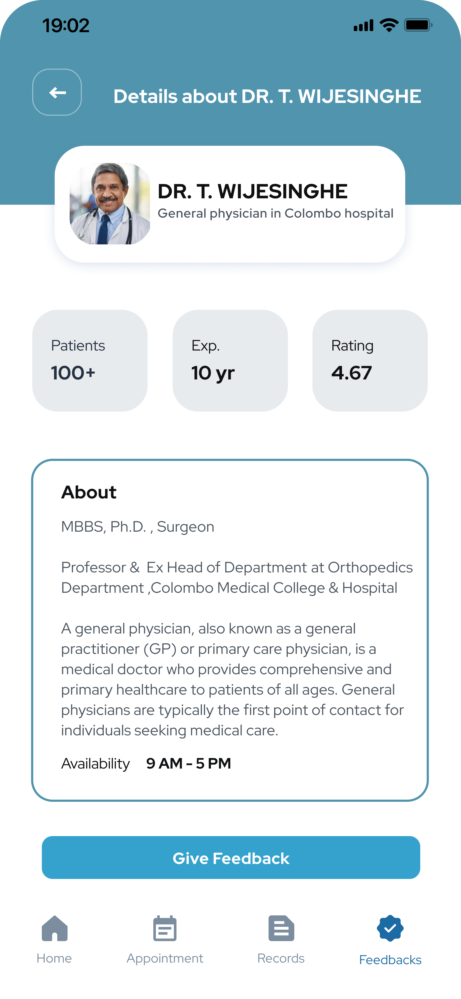 19:02
Details about DR. T. WIJESINGHE
DR. T. WIJESINGHE
General physician in Colombo hospital
Patients
100+
Exp.
10 yr
Rating
4.67
About
MBBS, Ph.D. , Surgeon
Professor &  Ex Head of Department at Orthopedics
Department ,Colombo Medical College & Hospital
A general physician, also known as a general
practitioner (GP) or primary care physician, is a
medical doctor who provides comprehensive and
primary healthcare to patients of all ages. General
physicians are typically the first point of contact for
individuals seeking medical care.
Availability 9 AM - 5 PM
Give Feedback
Home
Appointment
Records
Feedbacks